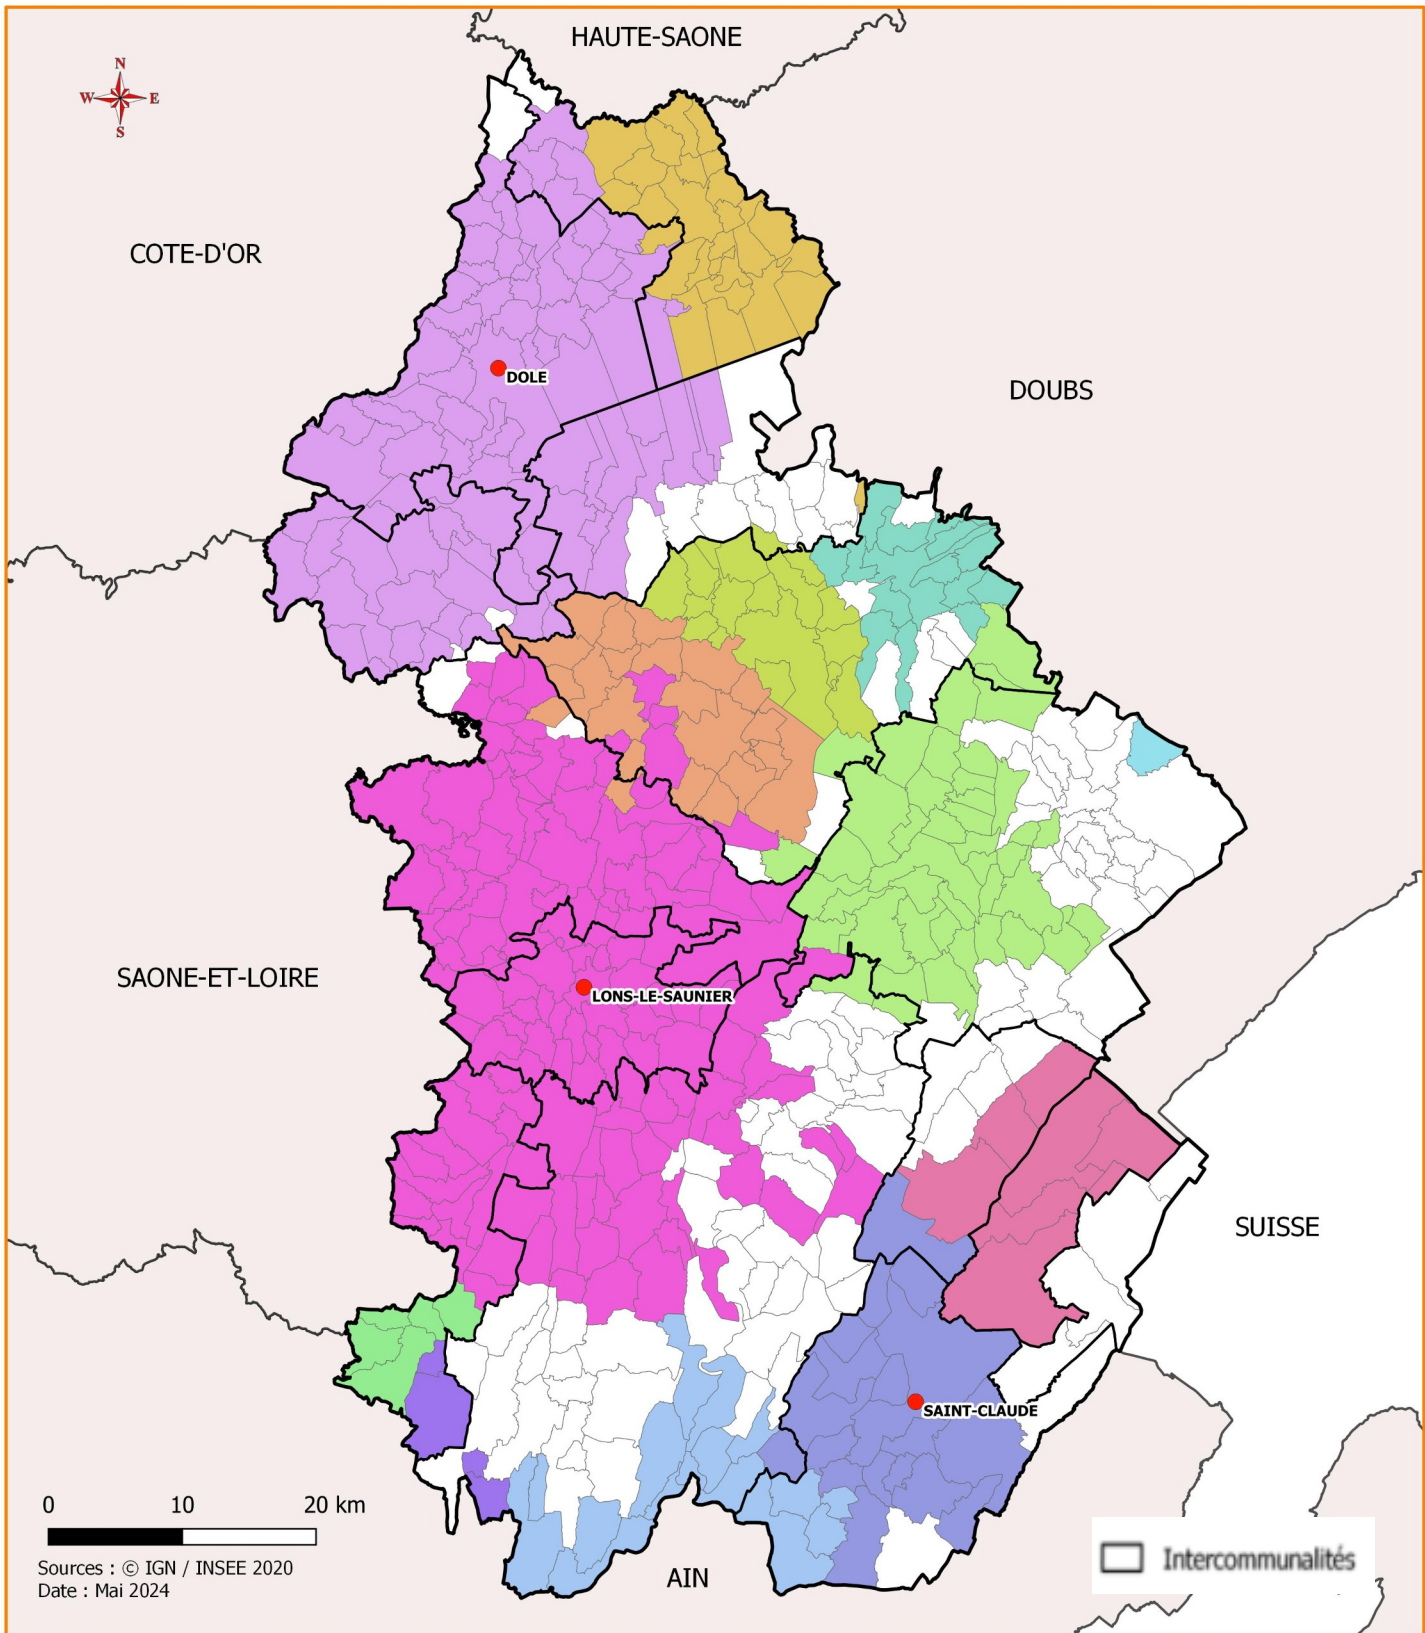 HAUTE-SAONE
N
W E
S
COTE-D'OR
DOLE
DOUBS
SAONE-ET-LOIRE
LONS-LE-SAUNIER
SUISSE
SAINT-CLAUDE
0 10 20 km
Sources : © IGN / INSEE 2020
Date : Mai 2024
AIN
Intercommunalités